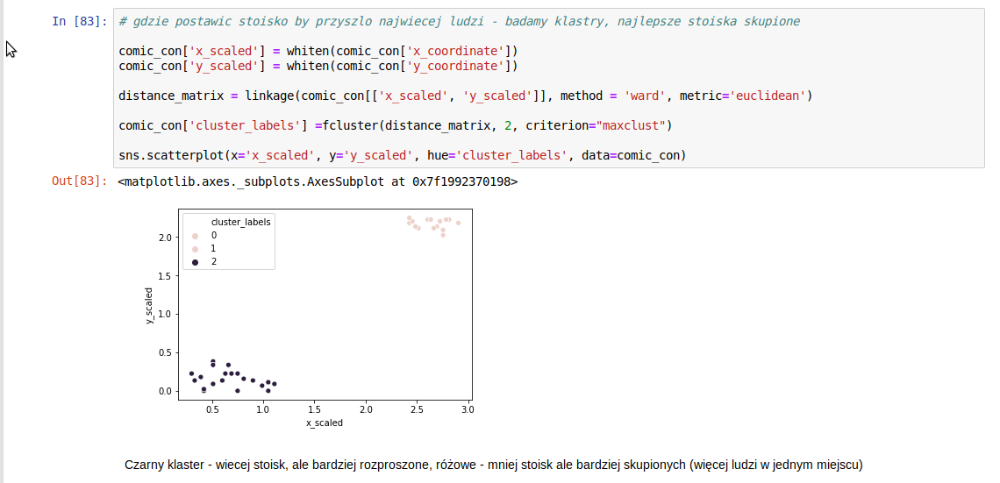 In [83]: # gdzie postawic stoisko by przyszlo najwiecej ludzi - badamy klastry, najlepsze stoiska skupione
comic_con['x_scaled'] = whiten(comic_con['x_coordinate'])
comic_con['y_scaled'] = whiten(comic_con['y_coordinate'])
distance_matrix = linkage(comic_con[['x_scaled', 'y_scaled']], method = 'ward', metric='euclidean')
comic_con['cluster_labels'] =fcluster(distance_matrix, 2, criterion="maxclust")
sns.scatterplot(x='x_scaled', y='y_scaled', hue='cluster_labels', data=comic_con)
Out[83]: <matplotlib.axes._subplots.AxesSubplot at 0x7f1992370198>
cluster_labels
0
1
2
2.0
1.5
1.0
0.5
0.0
y_scaled
0.5 1.0 1.5 2.0 2.5 3.0
x_scaled
Czarny klaster - wiecej stoisk, ale bardziej rozproszone, różowe - mniej stoisk ale bardziej skupionych (więcej ludzi w jednym miejscu)